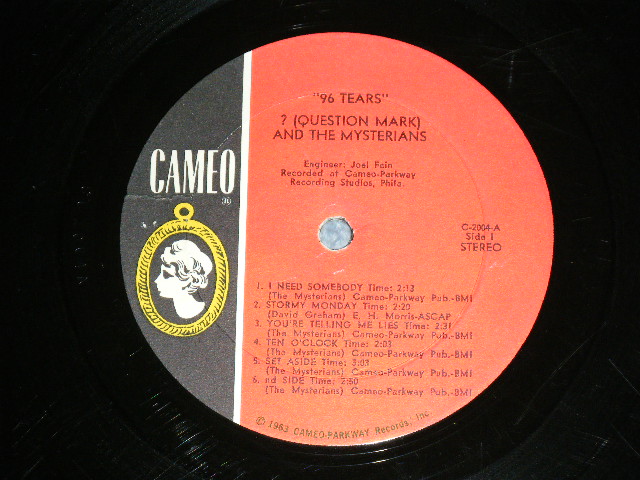 "96 TEARS"
? (QUESTION MARK)
AND THE MYSTERIANS
Engineer: Joel Fein
Recorded at Cameo-Parkway
Recording Studios, Phila.
CAMEO
C-2004-A
Side 1
STEREO
1. I NEED SOMEBODY Time: 2:13
(The Mysterians) Cameo-Parkway Pub.-BMI
2. STORMY MONDAY Time: 2:20
(David Graham) E. H. Morris-ASCAP
3. YOU'RE TELLING ME LIES Time: 2:31
(The Mysterians) Cameo-Parkway Pub.-BMI
4. TEN O'CLOCK Time: 2:03
(The Mysterians) Cameo-Parkway Pub.-BMI
5. SET ASIDE Time: 3:03
(The Mysterians) Cameo-Parkway Pub.-BMI
6. nd SIDE Time: 2:50
(The Mysterians) Cameo-Parkway Pub.-BMI
© 1963 CAMEO-PARKWAY Records, Inc.